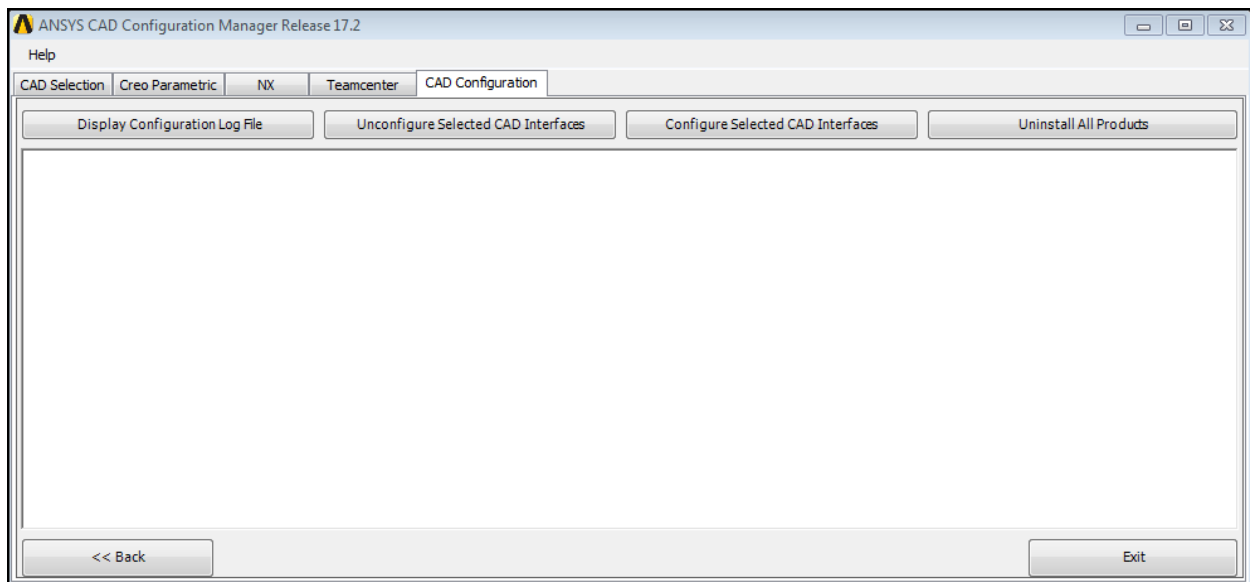 ANSYS CAD Configuration Manager Release 17.2
Help
CAD Selection Creo Parametric NX Teamcenter CAD Configuration
Display Configuration Log File Unconfigure Selected CAD Interfaces Configure Selected CAD Interfaces Uninstall All Products
<< Back Exit